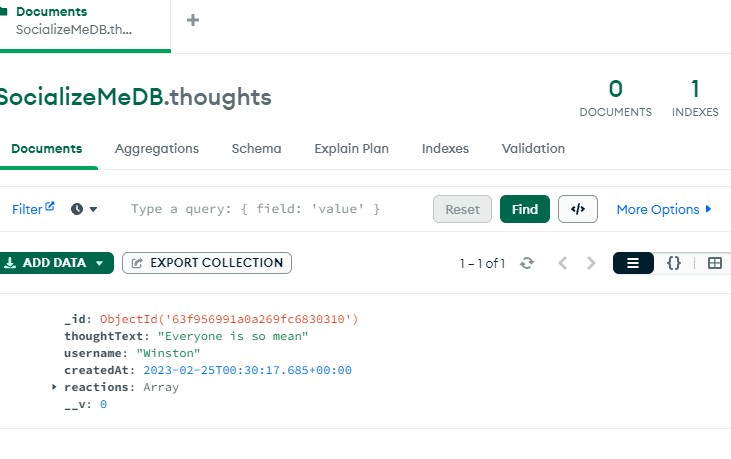 Documents
SocializeMeDB.th...
SocializeMeDB.thoughts
0
DOCUMENTS
1
INDEXES
Documents Aggregations Schema Explain Plan Indexes Validation
Filter Type a query: { field: 'value' } Reset Find </> More Options
ADD DATA EXPORT COLLECTION 1 – 1 of 1 {}
_id: ObjectId('63f956991a0a269fc6830310')
thoughtText: "Everyone is so mean"
username: "Winston"
createdAt: 2023-02-25T00:30:17.685+00:00
reactions: Array
__v: 0